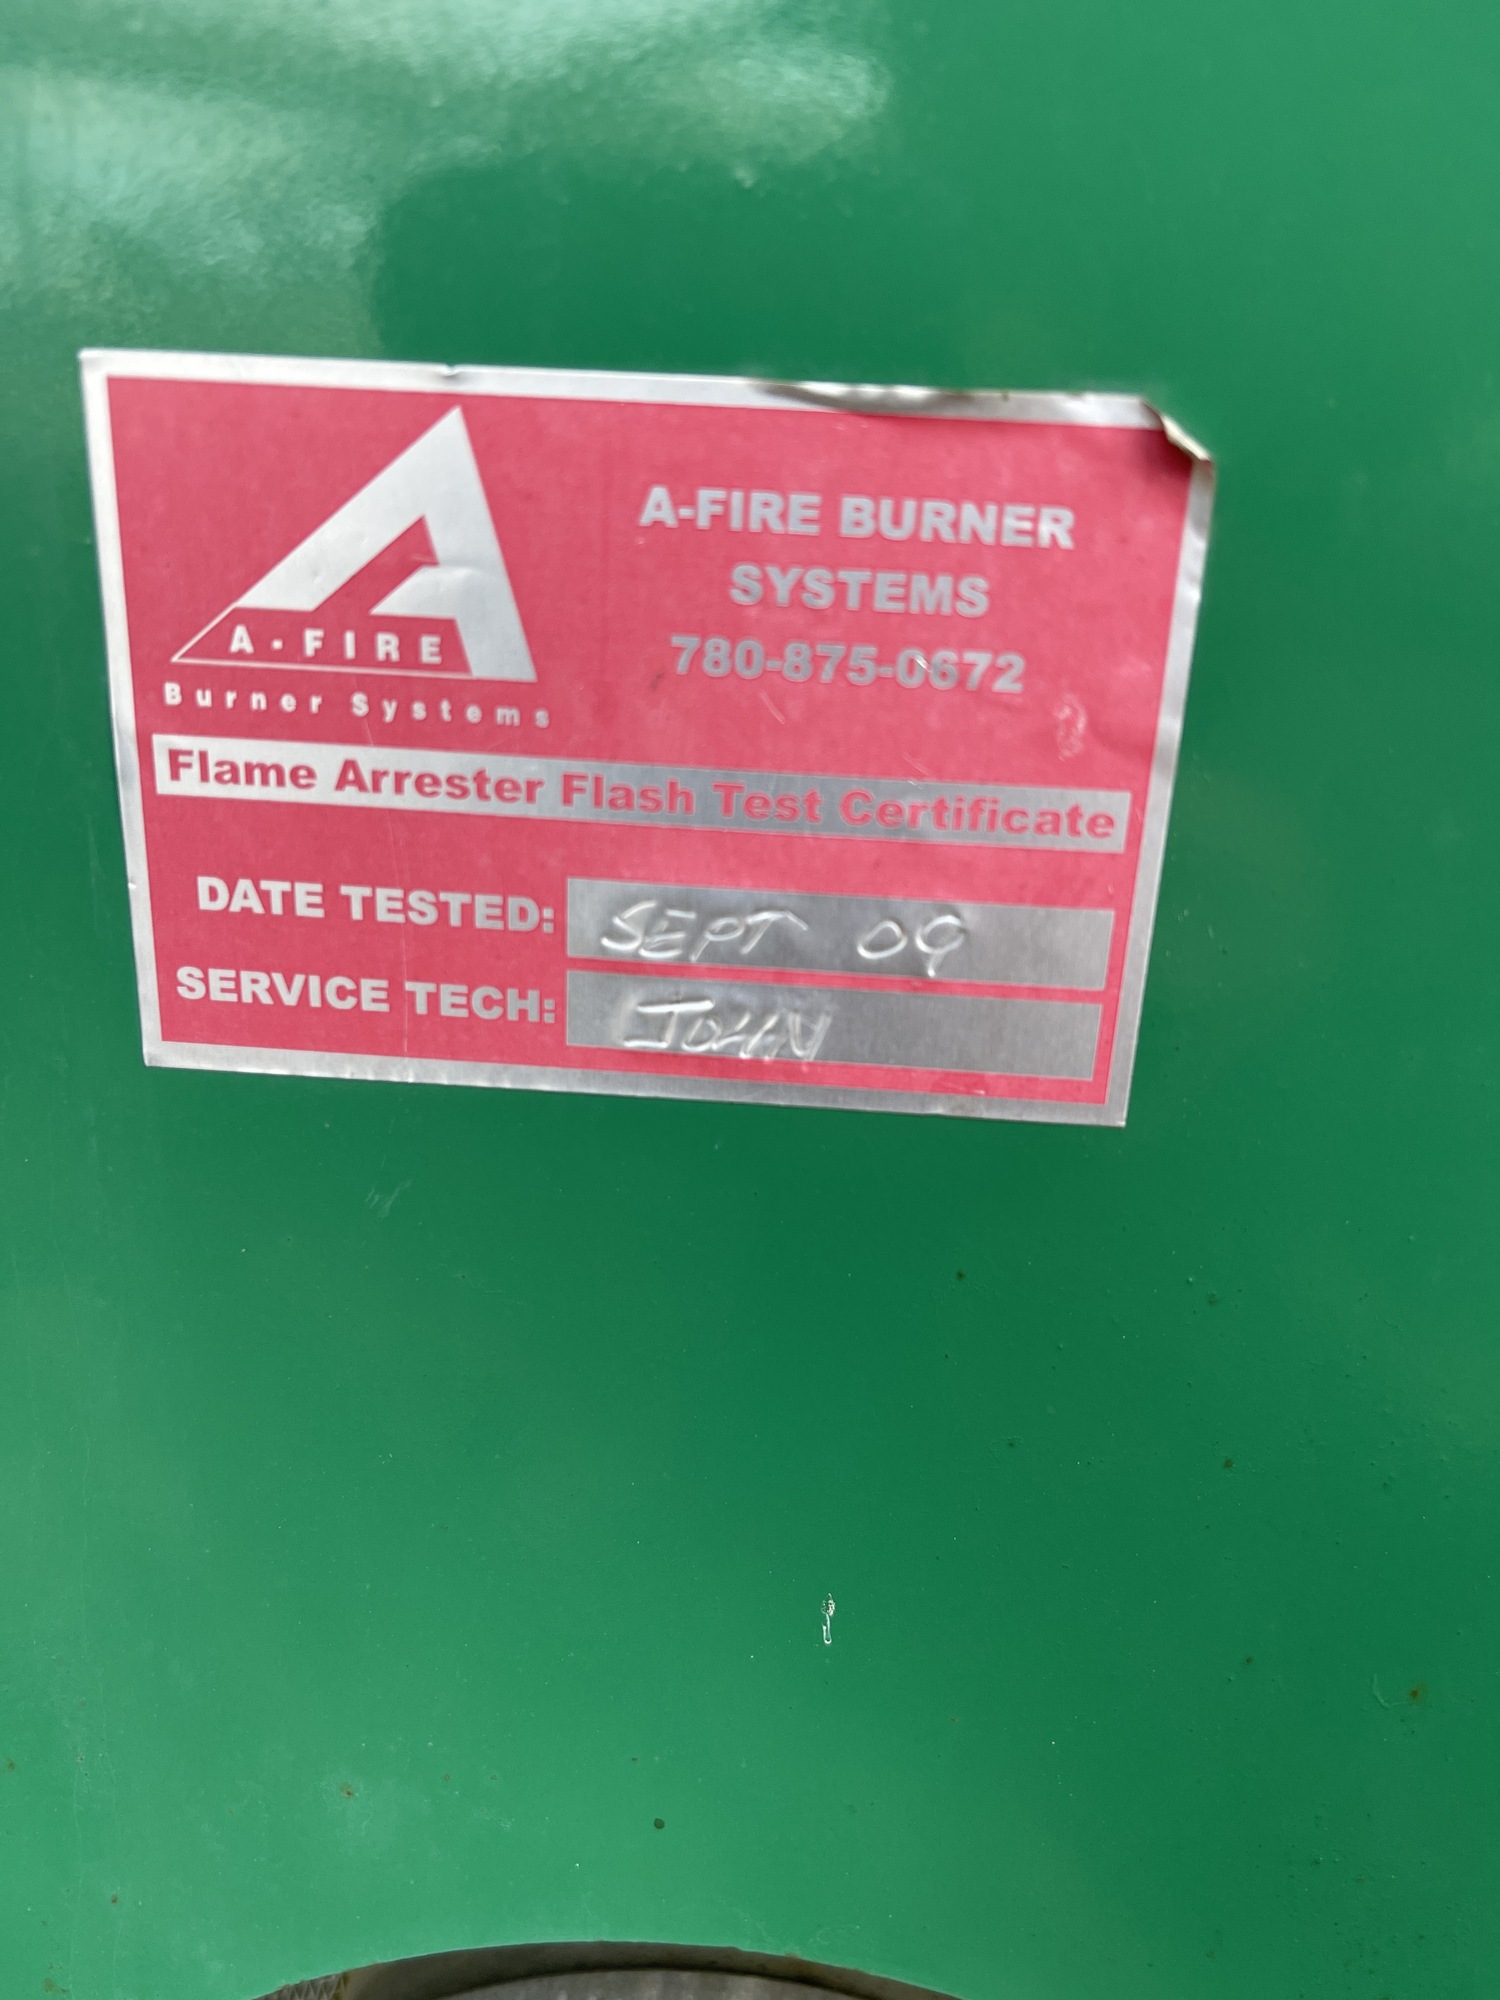 A-FIRE
Burner Systems
A-FIRE BURNER
SYSTEMS
780-875-0672
Flame Arrester Flash Test Certificate
DATE TESTED: SEPT 09
SERVICE TECH: JOHN